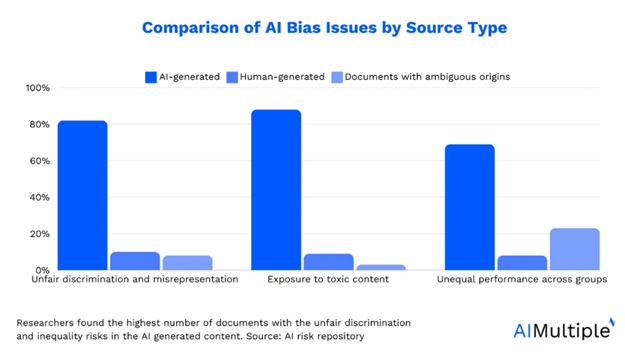 Comparison of AI Bias Issues by Source Type
AI-generated Human-generated Documents with ambiguous origins
100%
80%
60%
40%
20%
0%
Unfair discrimination and misrepresentation Exposure to toxic content Unequal performance across groups
Researchers found the highest number of documents with the unfair discrimination
and inequality risks in the AI generated content. Source: AI risk repository
AIMultiple